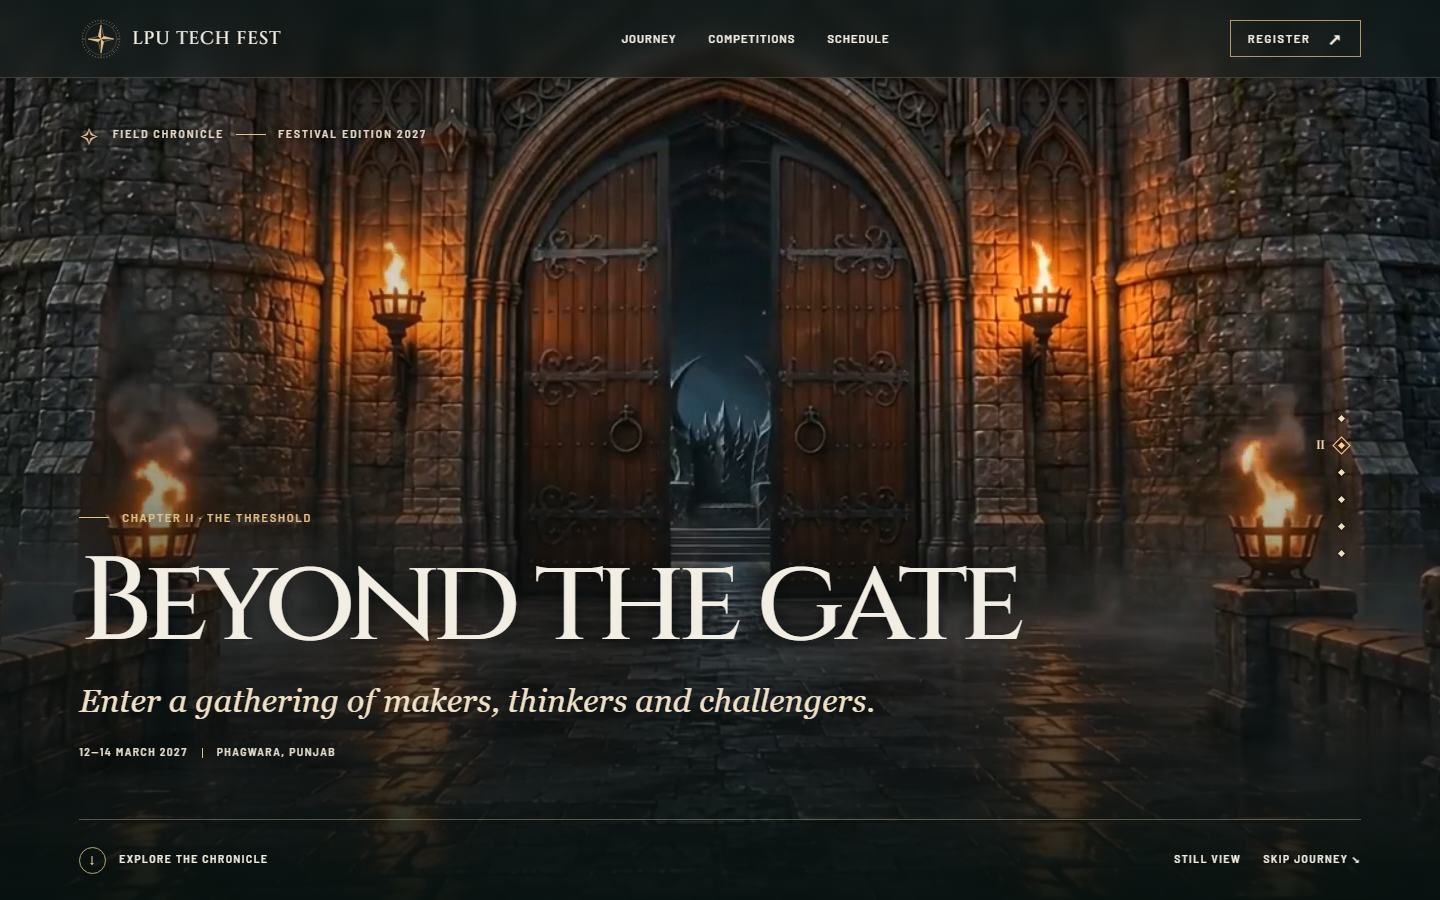 LPU TECH FEST
JOURNEY COMPETITIONS SCHEDULE
REGISTER ↗
FIELD CHRONICLE — FESTIVAL EDITION 2027
II
CHAPTER II · THE THRESHOLD
BEYOND THE GATE
Enter a gathering of makers, thinkers and challengers.
12–14 MARCH 2027 | PHAGWARA, PUNJAB
↓ EXPLORE THE CHRONICLE
STILL VIEW SKIP JOURNEY ↘